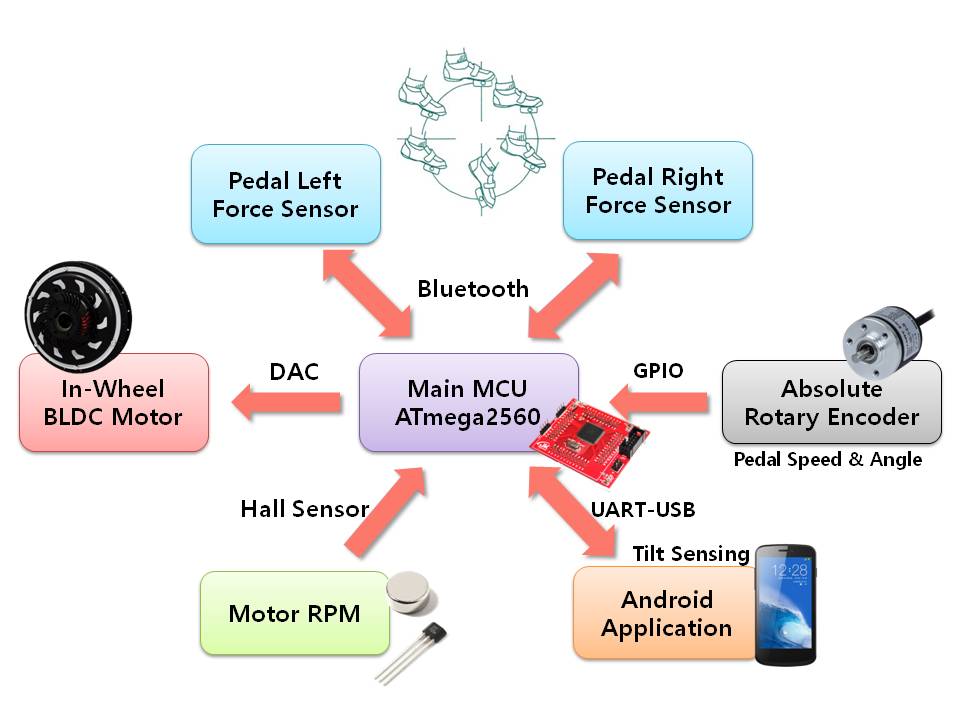 Pedal Left
Force Sensor
Pedal Right
Force Sensor
Bluetooth
In-Wheel
BLDC Motor
DAC
Main MCU
ATmega2560
GPIO
Absolute
Rotary Encoder
Pedal Speed & Angle
Hall Sensor
UART-USB
Tilt Sensing
Motor RPM
Android
Application
12:28